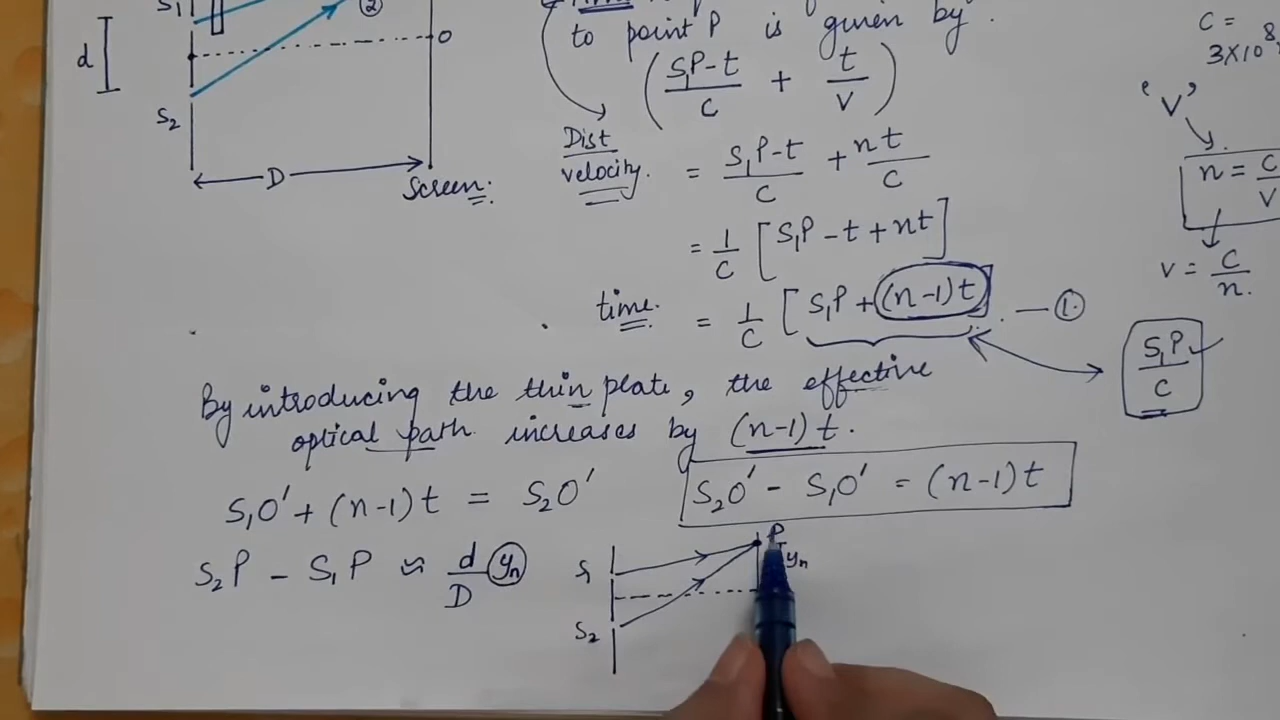 S₁
②
d
O
S₂
D
Screen:
to point P is given by.
(S₁P-t/c + t/v)
Dist
velocity.
= S₁P-t/c + nt/c
= 1/c [S₁P - t + nt]
time.
= 1/c [S₁P + (n-1)t] . — ①
C =
3×10⁸
'v'
n = c/v
v = c/n.
S₁P/c
By introducing the thin plate, the effective
optical path increases by (n-1)t.
S₁O' + (n-1)t = S₂O'
S₂O' - S₁O' = (n-1)t
S₂P - S₁P ≈ d/D yₙ
S₁
S₂
P
yₙ